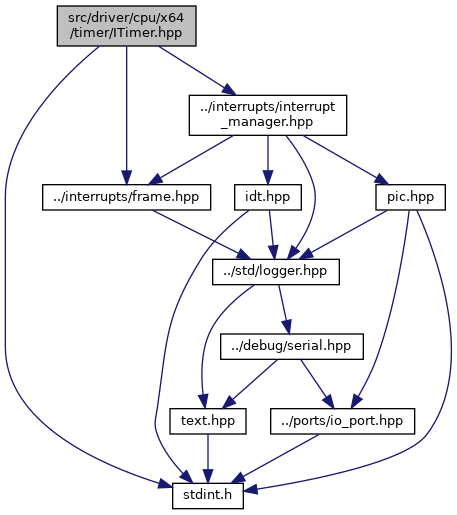 src/driver/cpu/x64
/timer/ITimer.hpp
../interrupts/interrupt
_manager.hpp
../interrupts/frame.hpp
idt.hpp
pic.hpp
../std/logger.hpp
../debug/serial.hpp
text.hpp
../ports/io_port.hpp
stdint.h